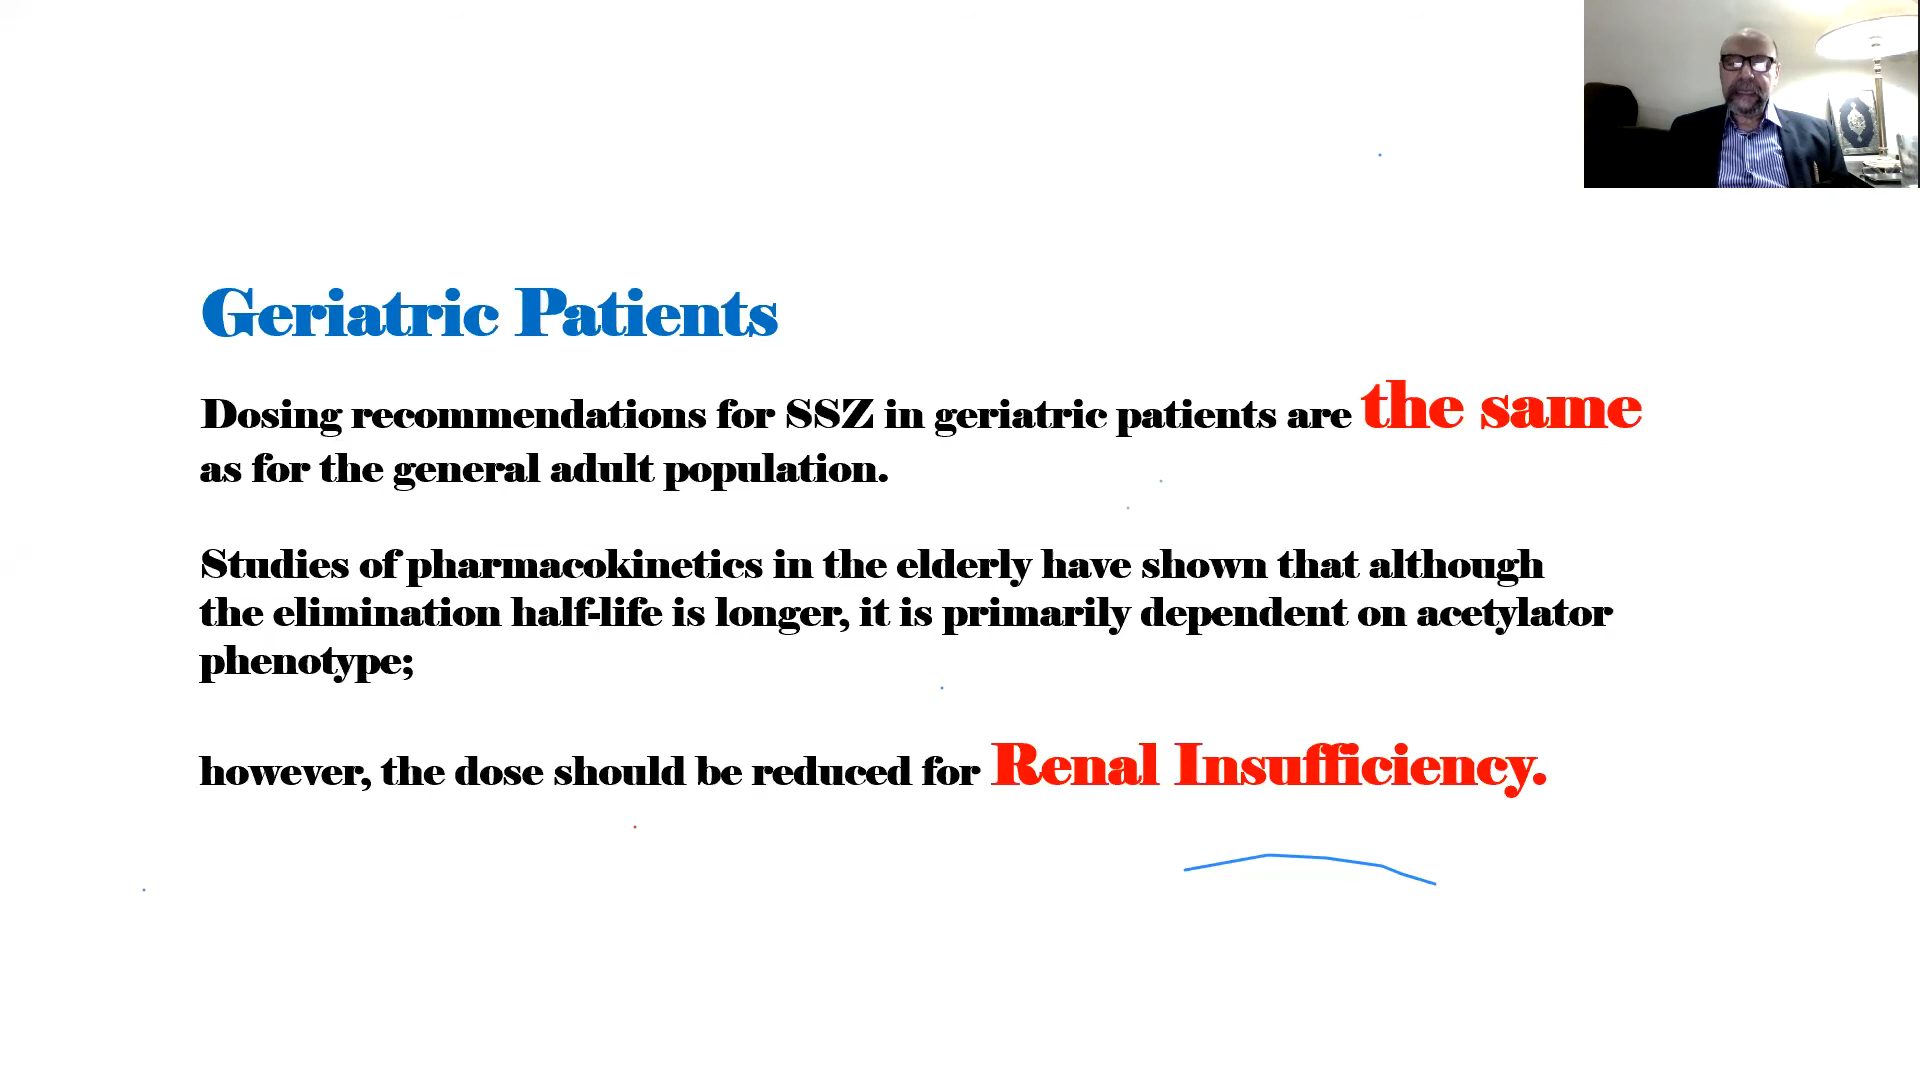 Geriatric Patients
Dosing recommendations for SSZ in geriatric patients are the same
as for the general adult population.
Studies of pharmacokinetics in the elderly have shown that although
the elimination half-life is longer, it is primarily dependent on acetylator
phenotype;
however, the dose should be reduced for Renal Insufficiency.